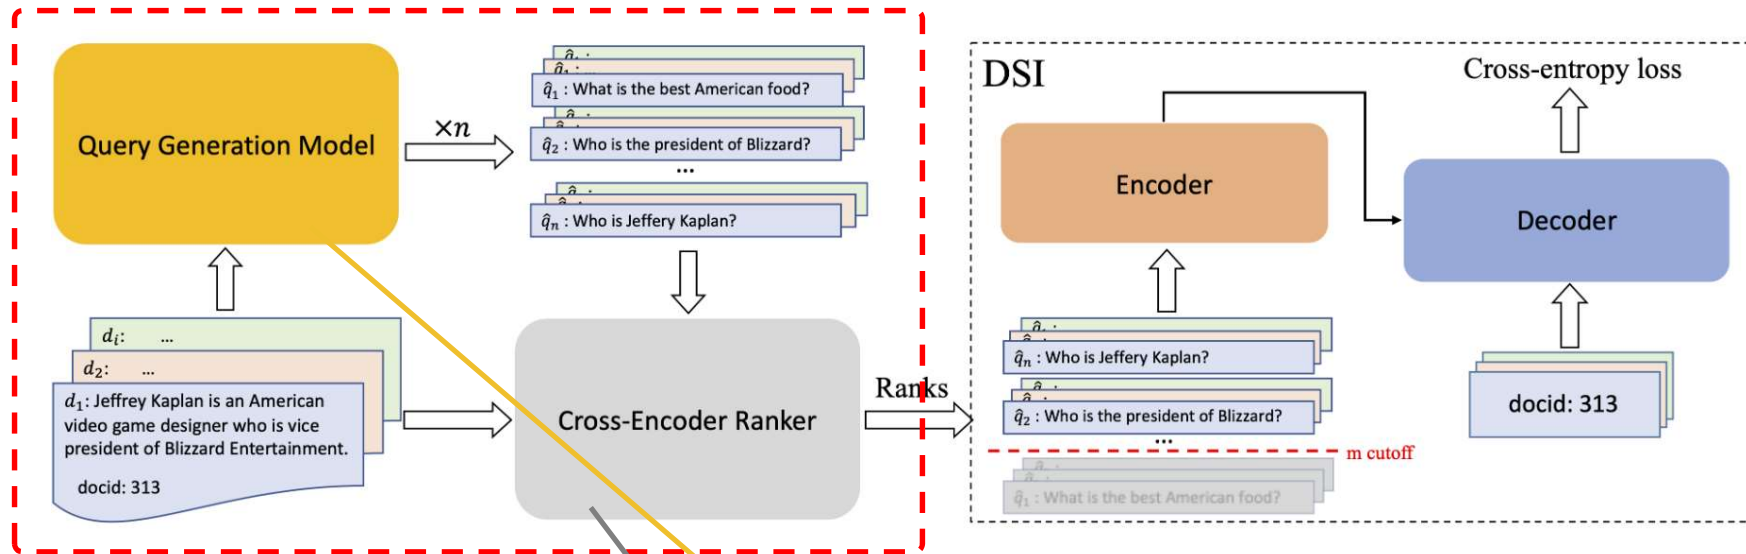 Query Generation Model
×n
q̂₁ : ...
q̂₁ : What is the best American food?
q̂₂ : Who is the president of Blizzard?
...
q̂ₙ : Who is Jeffery Kaplan?
dᵢ: ...
d₂: ...
d₁: Jeffrey Kaplan is an American
video game designer who is vice
president of Blizzard Entertainment.
docid: 313
Cross-Encoder Ranker
Ranks
DSI
Cross-entropy loss
Encoder
Decoder
q̂ₙ : Who is Jeffery Kaplan?
q̂₂ : Who is the president of Blizzard?
...
m cutoff
q̂₁ : What is the best American food?
docid: 313